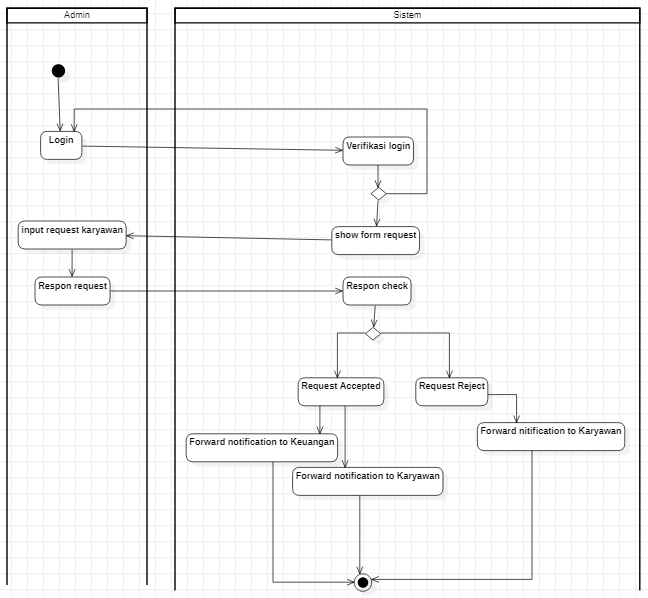 Admin
Sistem
Login
Verifikasi login
input request karyawan
show form request
Respon request
Respon check
Request Accepted
Request Reject
Forward notification to Keuangan
Forward nitification to Karyawan
Forward notification to Karyawan